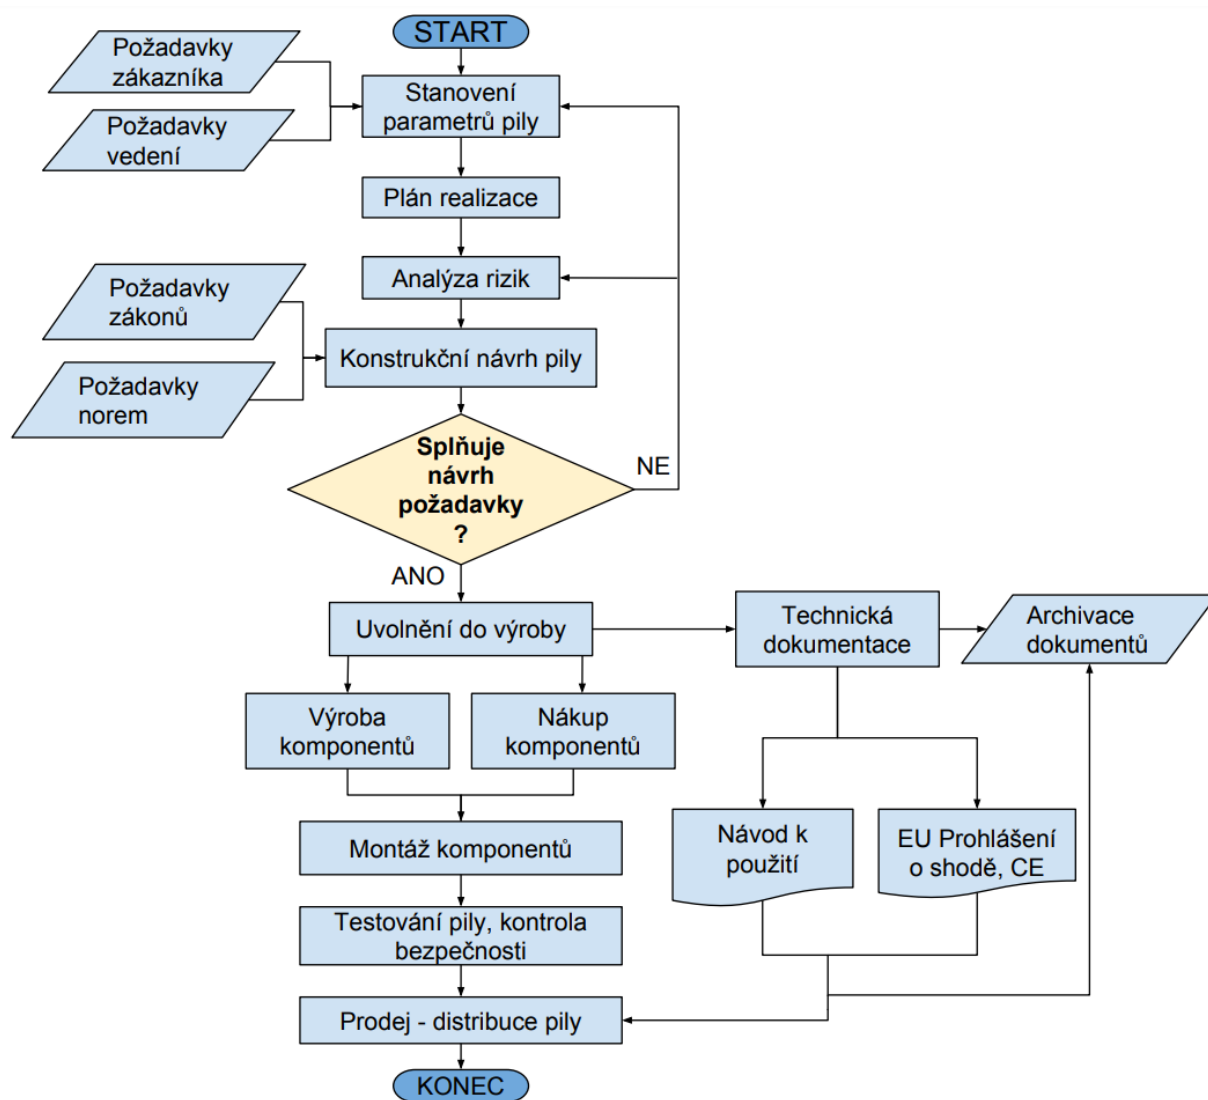 START
Požadavky
zákazníka
Stanovení
parametrů pily
Požadavky
vedení
Plán realizace
Analýza rizik
Požadavky
zákonů
Konstrukční návrh pily
Požadavky
norem
Splňuje
návrh
požadavky
?
NE
ANO
Uvolnění do výroby
Technická
dokumentace
Archivace
dokumentů
Výroba
komponentů
Nákup
komponentů
Návod k
použití
EU Prohlášení
o shodě, CE
Montáž komponentů
Testování pily, kontrola
bezpečnosti
Prodej - distribuce pily
KONEC